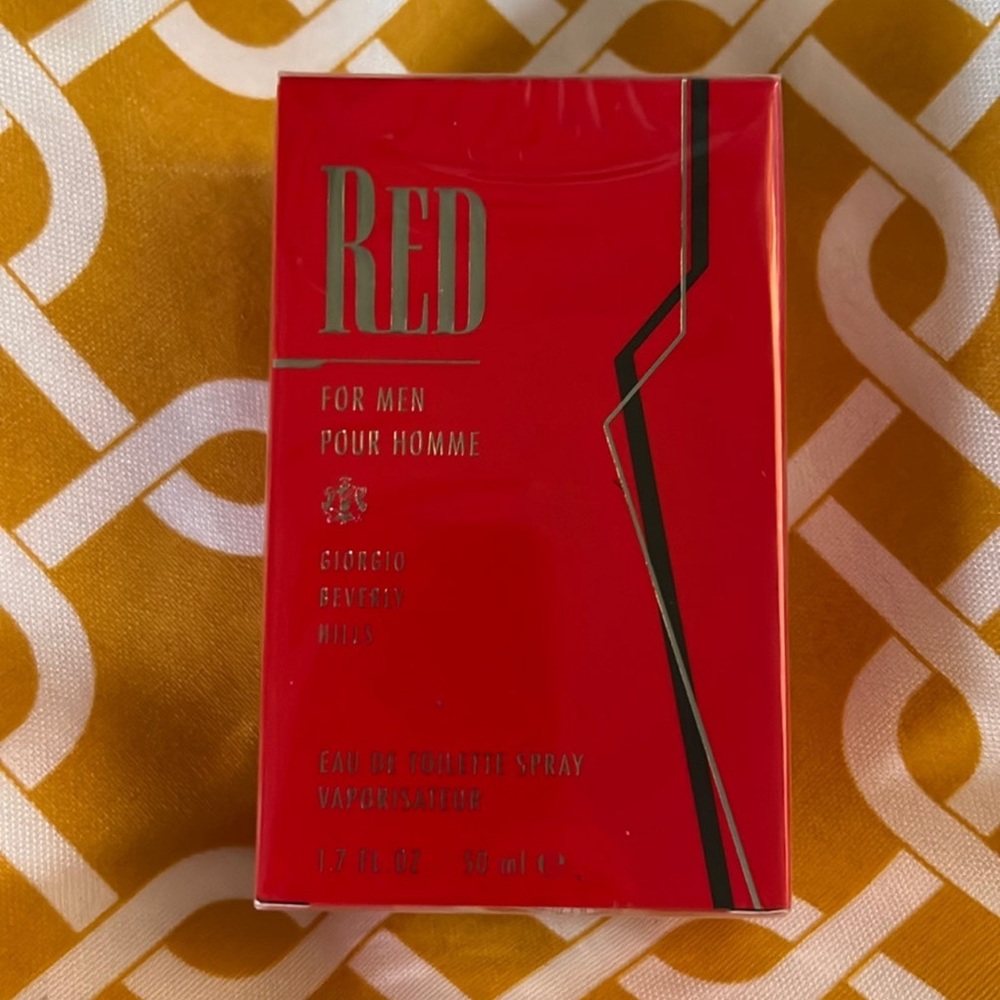 RED
FOR MEN
POUR HOMME
GIORGIO
BEVERLY
HILLS
EAU DE TOILETTE SPRAY
VAPORISATEUR
1.7 FL OZ 50 ml ℮